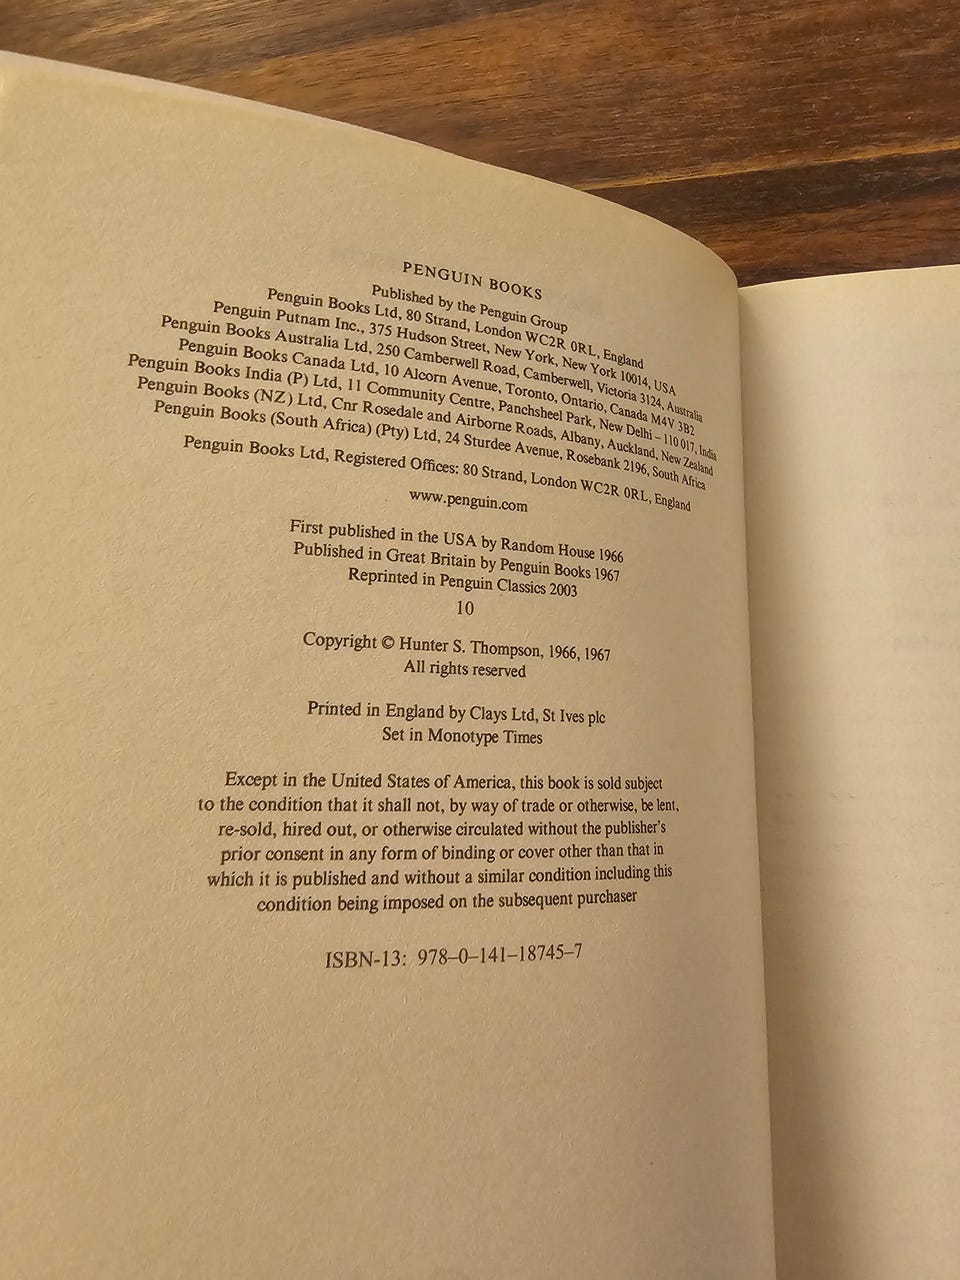 PENGUIN BOOKS
Published by the Penguin Group
Penguin Books Ltd, 80 Strand, London WC2R 0RL, England
Penguin Putnam Inc., 375 Hudson Street, New York, New York 10014, USA
Penguin Books Australia Ltd, 250 Camberwell Road, Camberwell, Victoria 3124, Australia
Penguin Books Canada Ltd, 10 Alcorn Avenue, Toronto, Ontario, Canada M4V 3B2
Penguin Books India (P) Ltd, 11 Community Centre, Panchsheel Park, New Delhi – 110 017, India
Penguin Books (NZ) Ltd, Cnr Rosedale and Airborne Roads, Albany, Auckland, New Zealand
Penguin Books (South Africa) (Pty) Ltd, 24 Sturdee Avenue, Rosebank 2196, South Africa
Penguin Books Ltd, Registered Offices: 80 Strand, London WC2R 0RL, England
www.penguin.com
First published in the USA by Random House 1966
Published in Great Britain by Penguin Books 1967
Reprinted in Penguin Classics 2003
10
Copyright © Hunter S. Thompson, 1966, 1967
All rights reserved
Printed in England by Clays Ltd, St Ives plc
Set in Monotype Times
Except in the United States of America, this book is sold subject
to the condition that it shall not, by way of trade or otherwise, be lent,
re-sold, hired out, or otherwise circulated without the publisher's
prior consent in any form of binding or cover other than that in
which it is published and without a similar condition including this
condition being imposed on the subsequent purchaser
ISBN-13: 978–0–141–18745–7